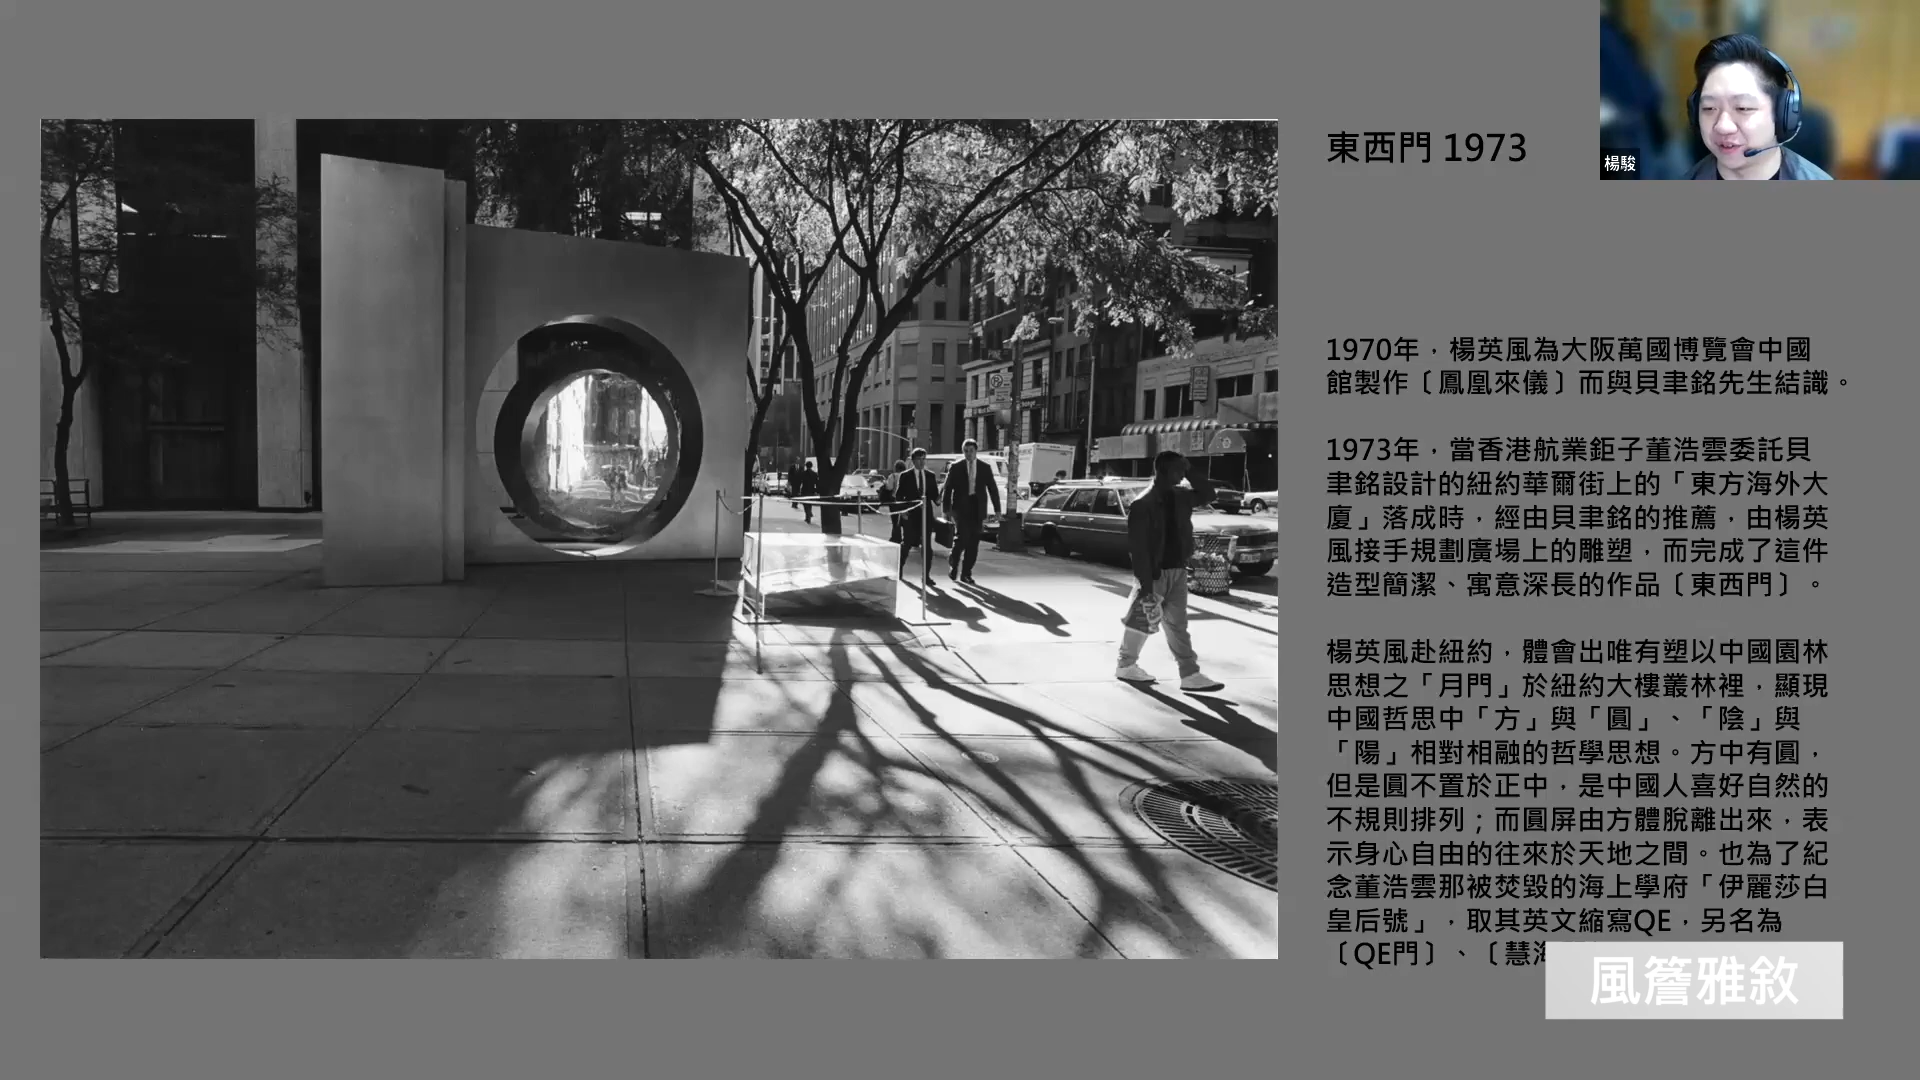 東西門 1973
楊駿
1970年，楊英風為大阪萬國博覽會中國
館製作〔鳳凰來儀〕而與貝聿銘先生結識。
1973年，當香港航業鉅子董浩雲委託貝
聿銘設計的紐約華爾街上的「東方海外大
廈」落成時，經由貝聿銘的推薦，由楊英
風接手規劃廣場上的雕塑，而完成了這件
造型簡潔、寓意深長的作品〔東西門〕。
楊英風赴紐約，體會出唯有塑以中國園林
思想之「月門」於紐約大樓叢林裡，顯現
中國哲思中「方」與「圓」、「陰」與
「陽」相對相融的哲學思想。方中有圓，
但是圓不置於正中，是中國人喜好自然的
不規則排列；而圓屏由方體脫離出來，表
示身心自由的往來於天地之間。也為了紀
念董浩雲那被焚毀的海上學府「伊麗莎白
皇后號」，取其英文縮寫QE，另名為
〔QE門〕、〔慧
風簷雅敘